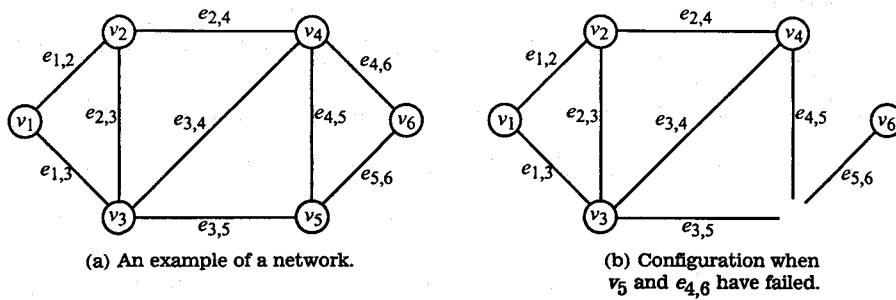 v2 e2,4 v4
e1,2 e4,6
v1 e2,3 e3,4 e4,5 v6
e1,3 e5,6
v3 e3,5 v5
(a) An example of a network.
v2 e2,4 v4
e1,2
v1 e2,3 e3,4 e4,5 v6
e1,3 e5,6
v3 e3,5
(b) Configuration when
v5 and e4,6 have failed.